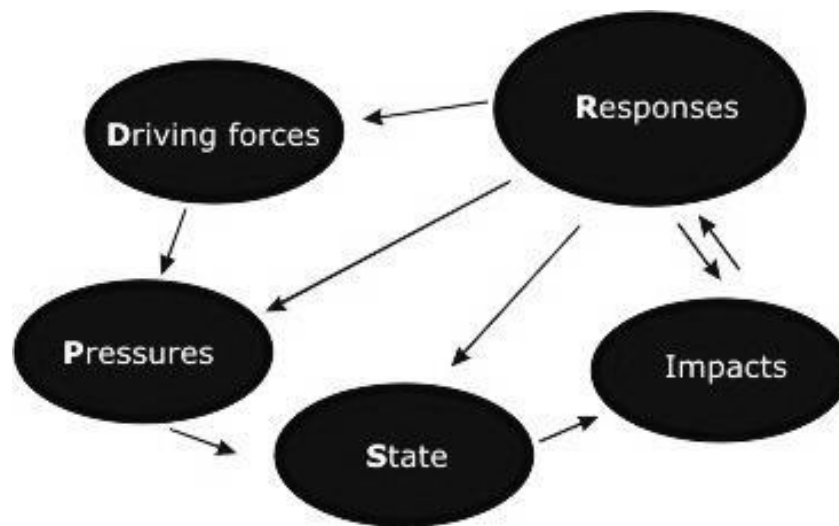 Responses
Driving forces
Pressures
Impacts
State